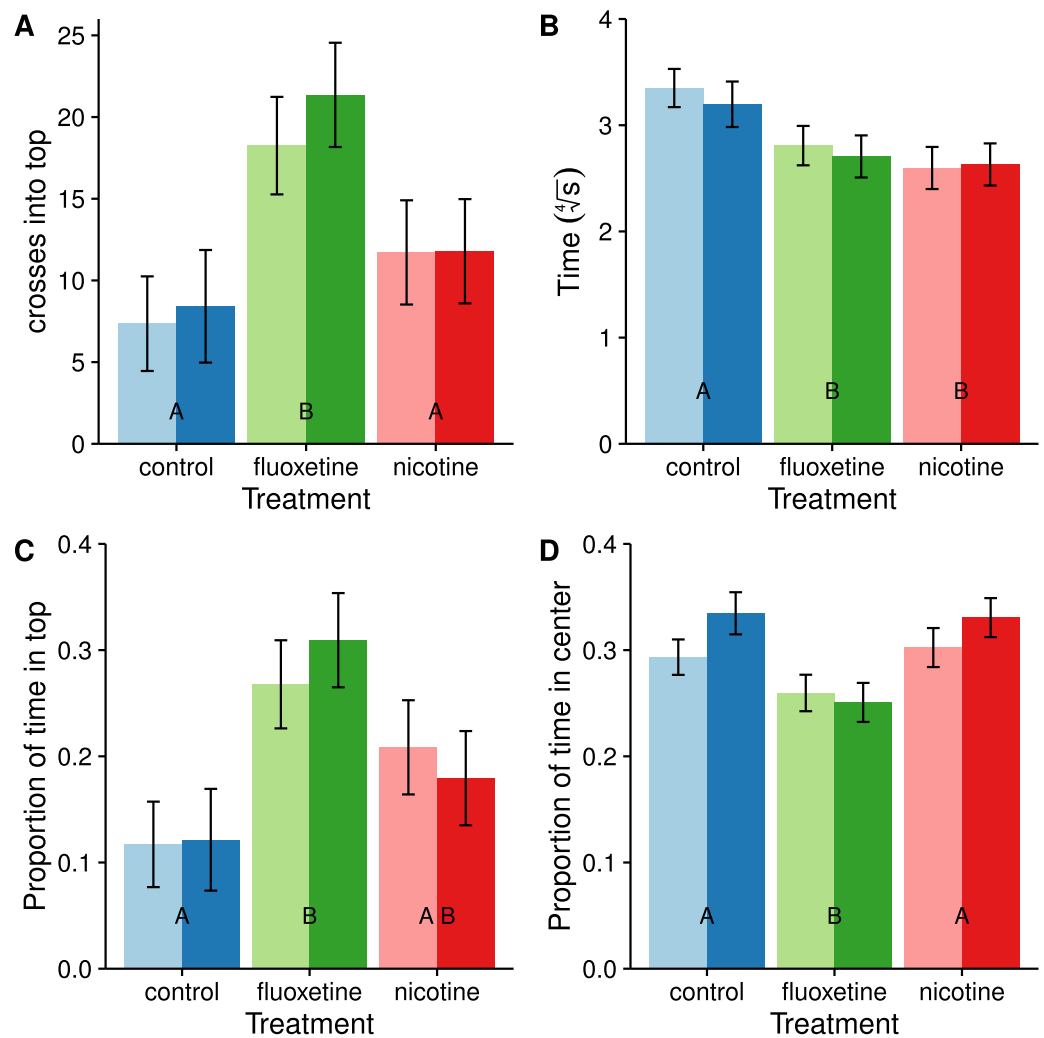 A
crosses into top
25
20
15
10
5
0
A
B
A
control
fluoxetine
nicotine
Treatment
B
Time (∜s)
4
3
2
1
0
A
B
B
control
fluoxetine
nicotine
Treatment
C
Proportion of time in top
0.4
0.3
0.2
0.1
0.0
A
B
A B
control
fluoxetine
nicotine
Treatment
D
Proportion of time in center
0.4
0.3
0.2
0.1
0.0
A
B
A
control
fluoxetine
nicotine
Treatment